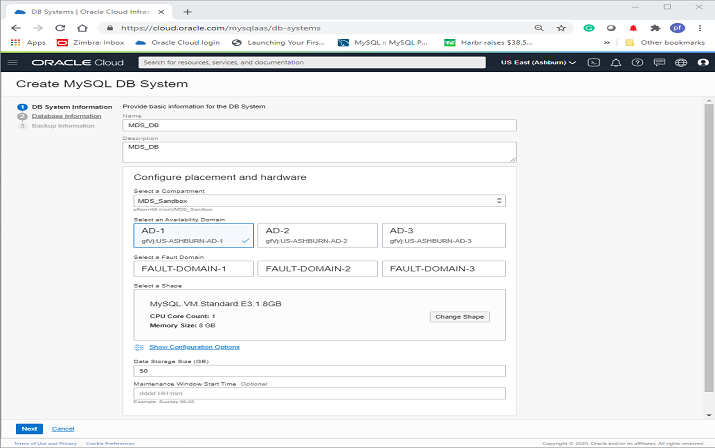 DB Systems | Oracle Cloud Infrast
https://cloud.oracle.com/mysqlaas/db-systems
pf
Apps Zimbra: Inbox Oracle Cloud login Launching Your Firs... MySQL :: MySQL P... Harbr raises $38.5... » Other bookmarks
ORACLE Cloud Search for resources, services, and documentation US East (Ashburn)
Create MySQL DB System
1 DB System Information
2 Database Information
3 Backup Information
Provide basic information for the DB System
Name
MDS_DB
Description
MDS_DB
Configure placement and hardware
Select a Compartment
MDS_Sandbox
(root)/MDS_Sandbox
Select an Availability Domain
AD-1 AD-2 AD-3
gfVj:US-ASHBURN-AD-1 gfVj:US-ASHBURN-AD-2 gfVj:US-ASHBURN-AD-3
Select a Fault Domain
FAULT-DOMAIN-1 FAULT-DOMAIN-2 FAULT-DOMAIN-3
Select a Shape
MySQL.VM.Standard.E3.1.8GB
CPU Core Count: 1
Memory Size: 8 GB
Change Shape
Show Configuration Options
Data Storage Size (GB)
50
Maintenance Window Start Time Optional
dddd HH:mm
Example: Sunday
Next Cancel
Terms of Use and Privacy Cookie Preferences Copyright © 2020, Oracle and/or its affiliates. All rights reserved.